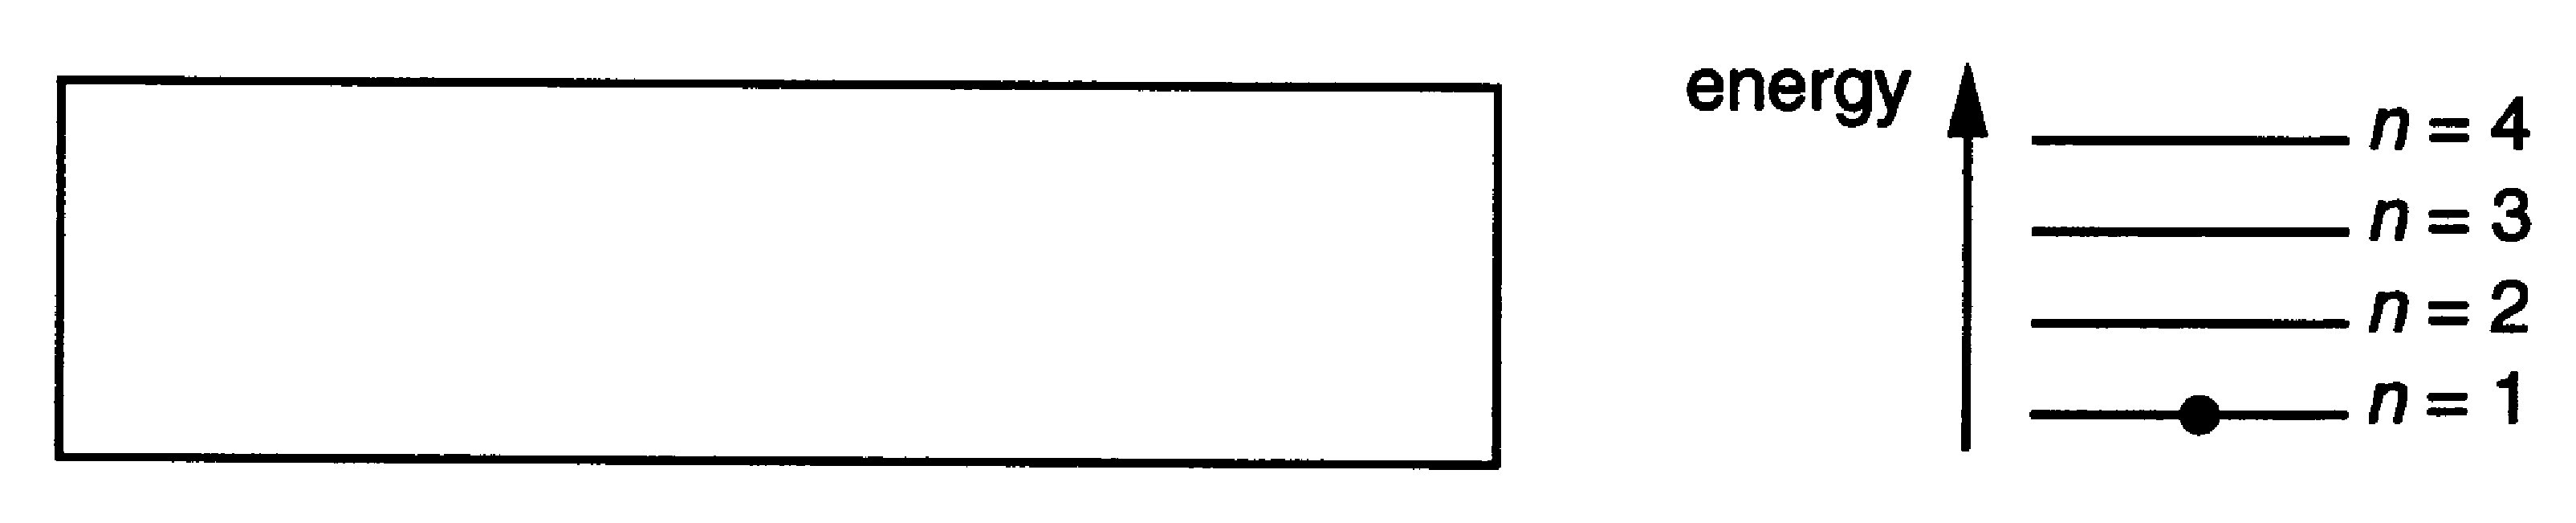 energy
n = 4
n = 3
n = 2
n = 1